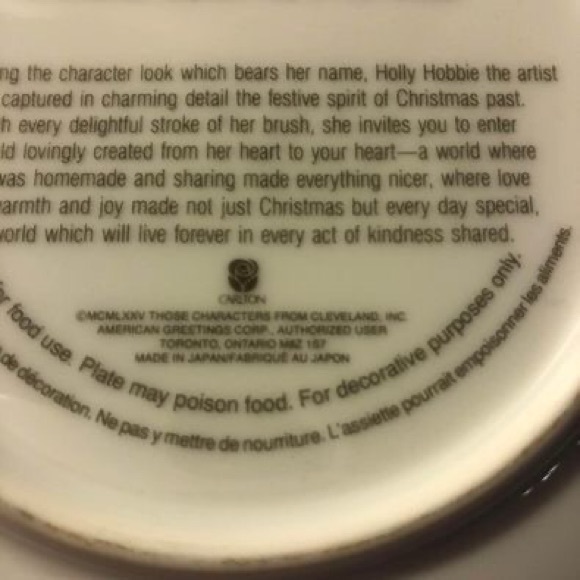 ng the character look which bears her name, Holly Hobbie the artist
captured in charming detail the festive spirit of Christmas past.
h every delightful stroke of her brush, she invites you to enter
ld lovingly created from her heart to your heart—a world where
was homemade and sharing made everything nicer, where love
armth and joy made not just Christmas but every day special,
orld which will live forever in every act of kindness shared.
CARLTON
©MCMLXXV THOSE CHARACTERS FROM CLEVELAND, INC.
AMERICAN GREETINGS CORP., AUTHORIZED USER
TORONTO, ONTARIO M8Z 1S7
MADE IN JAPAN/FABRIQUÉ AU JAPON
or food use. Plate may poison food. For decorative purposes only.
de décoration. Ne pas y mettre de nourriture. L'assiette pourrait empoisonner les aliments.